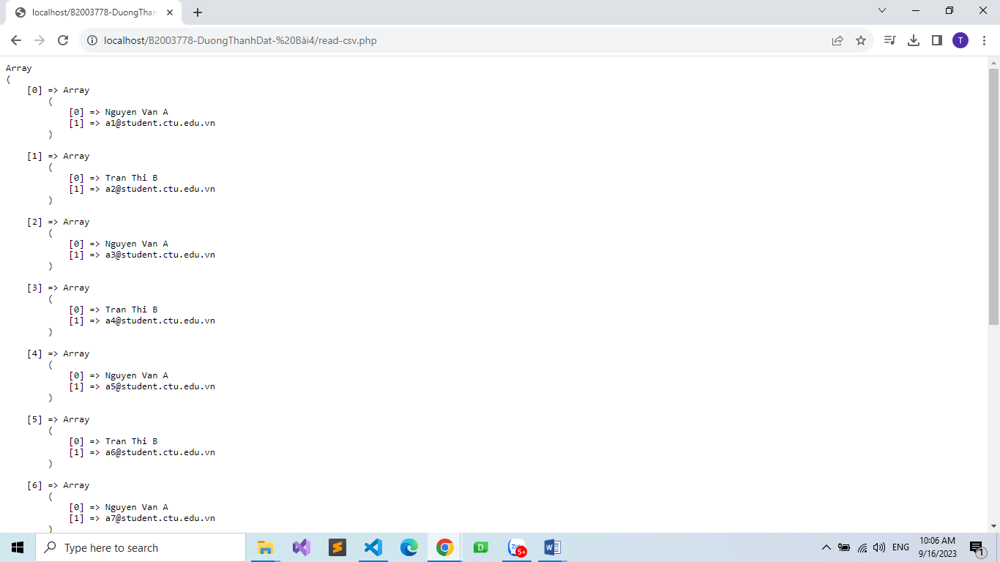 localhost/B2003778-DuongThan
localhost/B2003778-DuongThanhDat-%20Bài4/read-csv.php
T
Array
(
[0] => Array
(
[0] => Nguyen Van A
[1] => a1@student.ctu.edu.vn
)
[1] => Array
(
[0] => Tran Thi B
[1] => a2@student.ctu.edu.vn
)
[2] => Array
(
[0] => Nguyen Van A
[1] => a3@student.ctu.edu.vn
)
[3] => Array
(
[0] => Tran Thi B
[1] => a4@student.ctu.edu.vn
)
[4] => Array
(
[0] => Nguyen Van A
[1] => a5@student.ctu.edu.vn
)
[5] => Array
(
[0] => Tran Thi B
[1] => a6@student.ctu.edu.vn
)
[6] => Array
(
[0] => Nguyen Van A
[1] => a7@student.ctu.edu.vn
)
Type here to search
D
5+
W
ENG
10:06 AM
9/16/2023
1